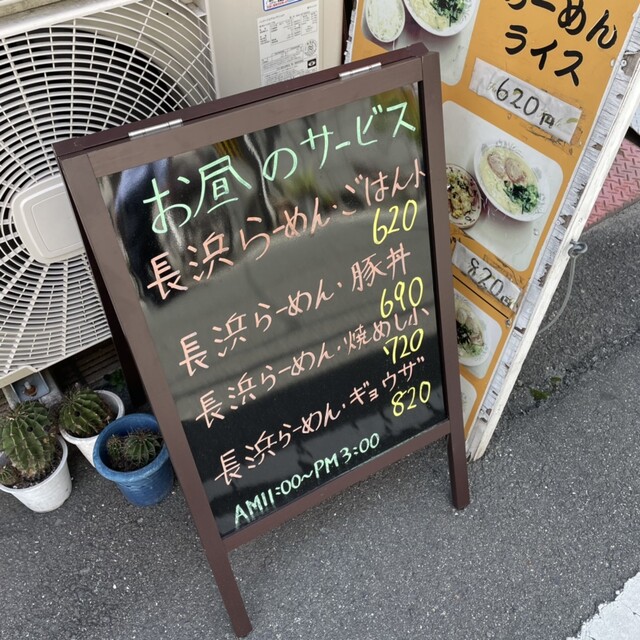 お昼のサービス
長浜らーめん・ごはん小
620
長浜らーめん・豚丼
690
長浜らーめん・焼めし小
720
長浜らーめん・ギョウザ
820
AM11:00〜PM3:00
らーめん
ライス
620円
820円